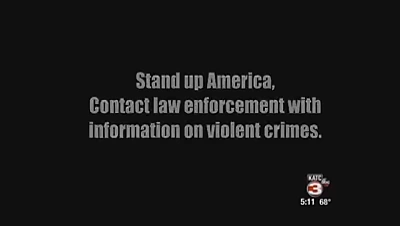 Stand up America,
Contact law enforcement with
information on violent crimes.
KATC
3
5:11 68°